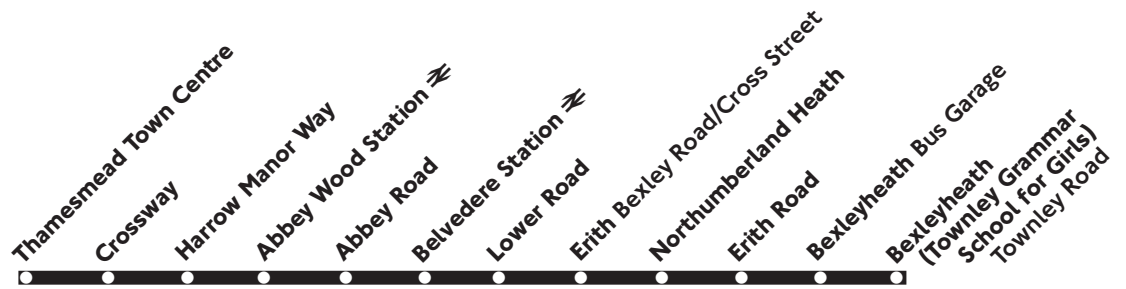 Thamesmead Town Centre
Crossway
Harrow Manor Way
Abbey Wood Station
Abbey Road
Belvedere Station
Lower Road
Erith Bexley Road/Cross Street
Northumberland Heath
Erith Road
Bexleyheath Bus Garage
Bexleyheath
(Townley Grammar
School for Girls)
Townley Road